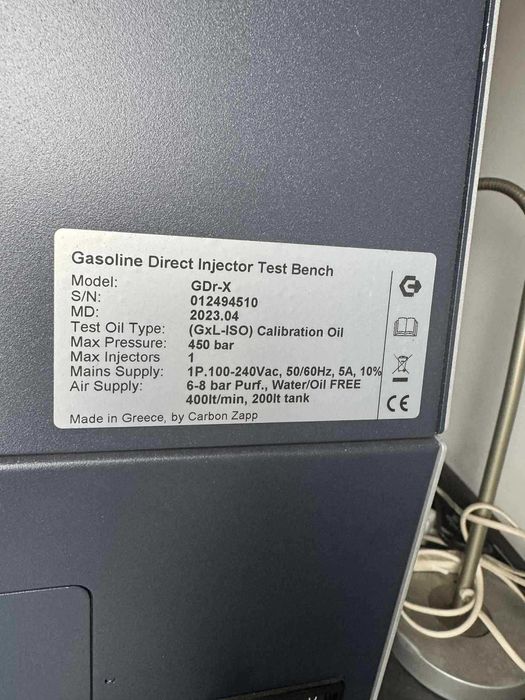 Gasoline Direct Injector Test Bench
Model: GDr-X
S/N: 012494510
MD: 2023.04
Test Oil Type: (GxL-ISO) Calibration Oil
Max Pressure: 450 bar
Max Injectors 1
Mains Supply: 1P.100-240Vac, 50/60Hz, 5A, 10%
Air Supply: 6-8 bar Purf., Water/Oil FREE
400lt/min, 200lt tank
Made in Greece, by Carbon Zapp
CE